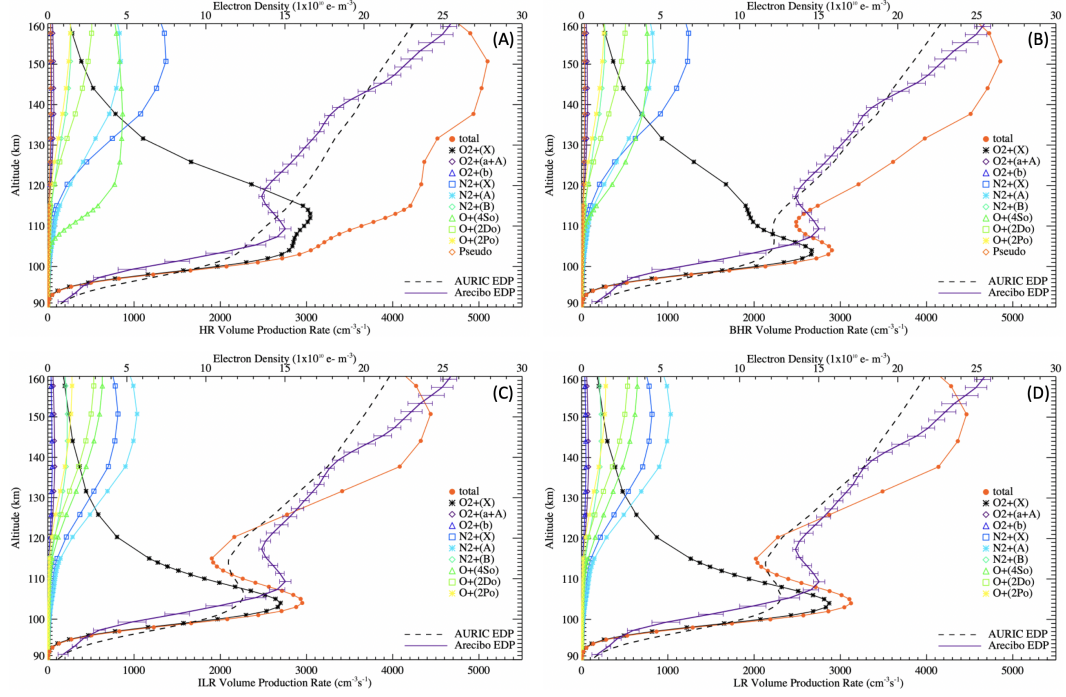 Electron Density (1x10¹⁰ e- m⁻³)
0 5 10 15 20 25 30
(A)
Altitude (km)
160
150
140
130
120
110
100
90
total
O2+(X)
O2+(a+A)
O2+(b)
N2+(X)
N2+(A)
N2+(B)
O+(4So)
O+(2Do)
O+(2Po)
Pseudo
AURIC EDP
Arecibo EDP
0 1000 2000 3000 4000 5000
HR Volume Production Rate (cm⁻³s⁻¹)
Electron Density (1x10¹⁰ e- m⁻³)
0 5 10 15 20 25 30
(B)
Altitude (km)
160
150
140
130
120
110
100
90
total
O2+(X)
O2+(a+A)
O2+(b)
N2+(X)
N2+(A)
N2+(B)
O+(4So)
O+(2Do)
O+(2Po)
Pseudo
AURIC EDP
Arecibo EDP
0 1000 2000 3000 4000 5000
BHR Volume Production Rate (cm⁻³s⁻¹)
Electron Density (1x10¹⁰ e- m⁻³)
0 5 10 15 20 25 30
(C)
Altitude (km)
160
150
140
130
120
110
100
90
total
O2+(X)
O2+(a+A)
O2+(b)
N2+(X)
N2+(A)
N2+(B)
O+(4So)
O+(2Do)
O+(2Po)
AURIC EDP
Arecibo EDP
0 1000 2000 3000 4000 5000
ILR Volume Production Rate (cm⁻³s⁻¹)
Electron Density (1x10¹⁰ e- m⁻³)
0 5 10 15 20 25 30
(D)
Altitude (km)
160
150
140
130
120
110
100
90
total
O2+(X)
O2+(a+A)
O2+(b)
N2+(X)
N2+(A)
N2+(B)
O+(4So)
O+(2Do)
O+(2Po)
AURIC EDP
Arecibo EDP
0 1000 2000 3000 4000 5000
LR Volume Production Rate (cm⁻³s⁻¹)